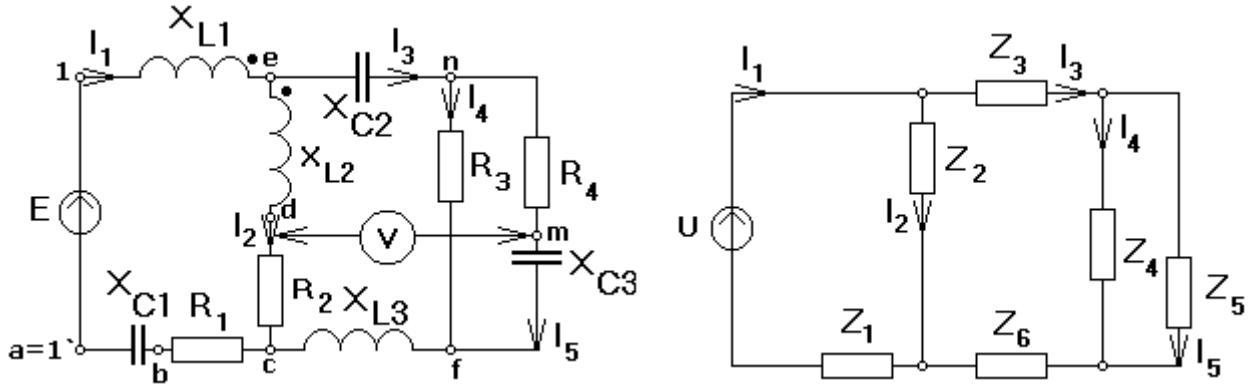 X_L1
I_1
1
e
I_3
n
X_C2
I_4
X_L2
R_3
R_4
E
d
I_2
V
m
X_C3
X_C1
R_1
R_2
X_L3
I_5
a=1`
b
c
f
I_1
Z_3
I_3
I_4
Z_2
I_2
U
Z_4
Z_5
Z_1
Z_6
I_5